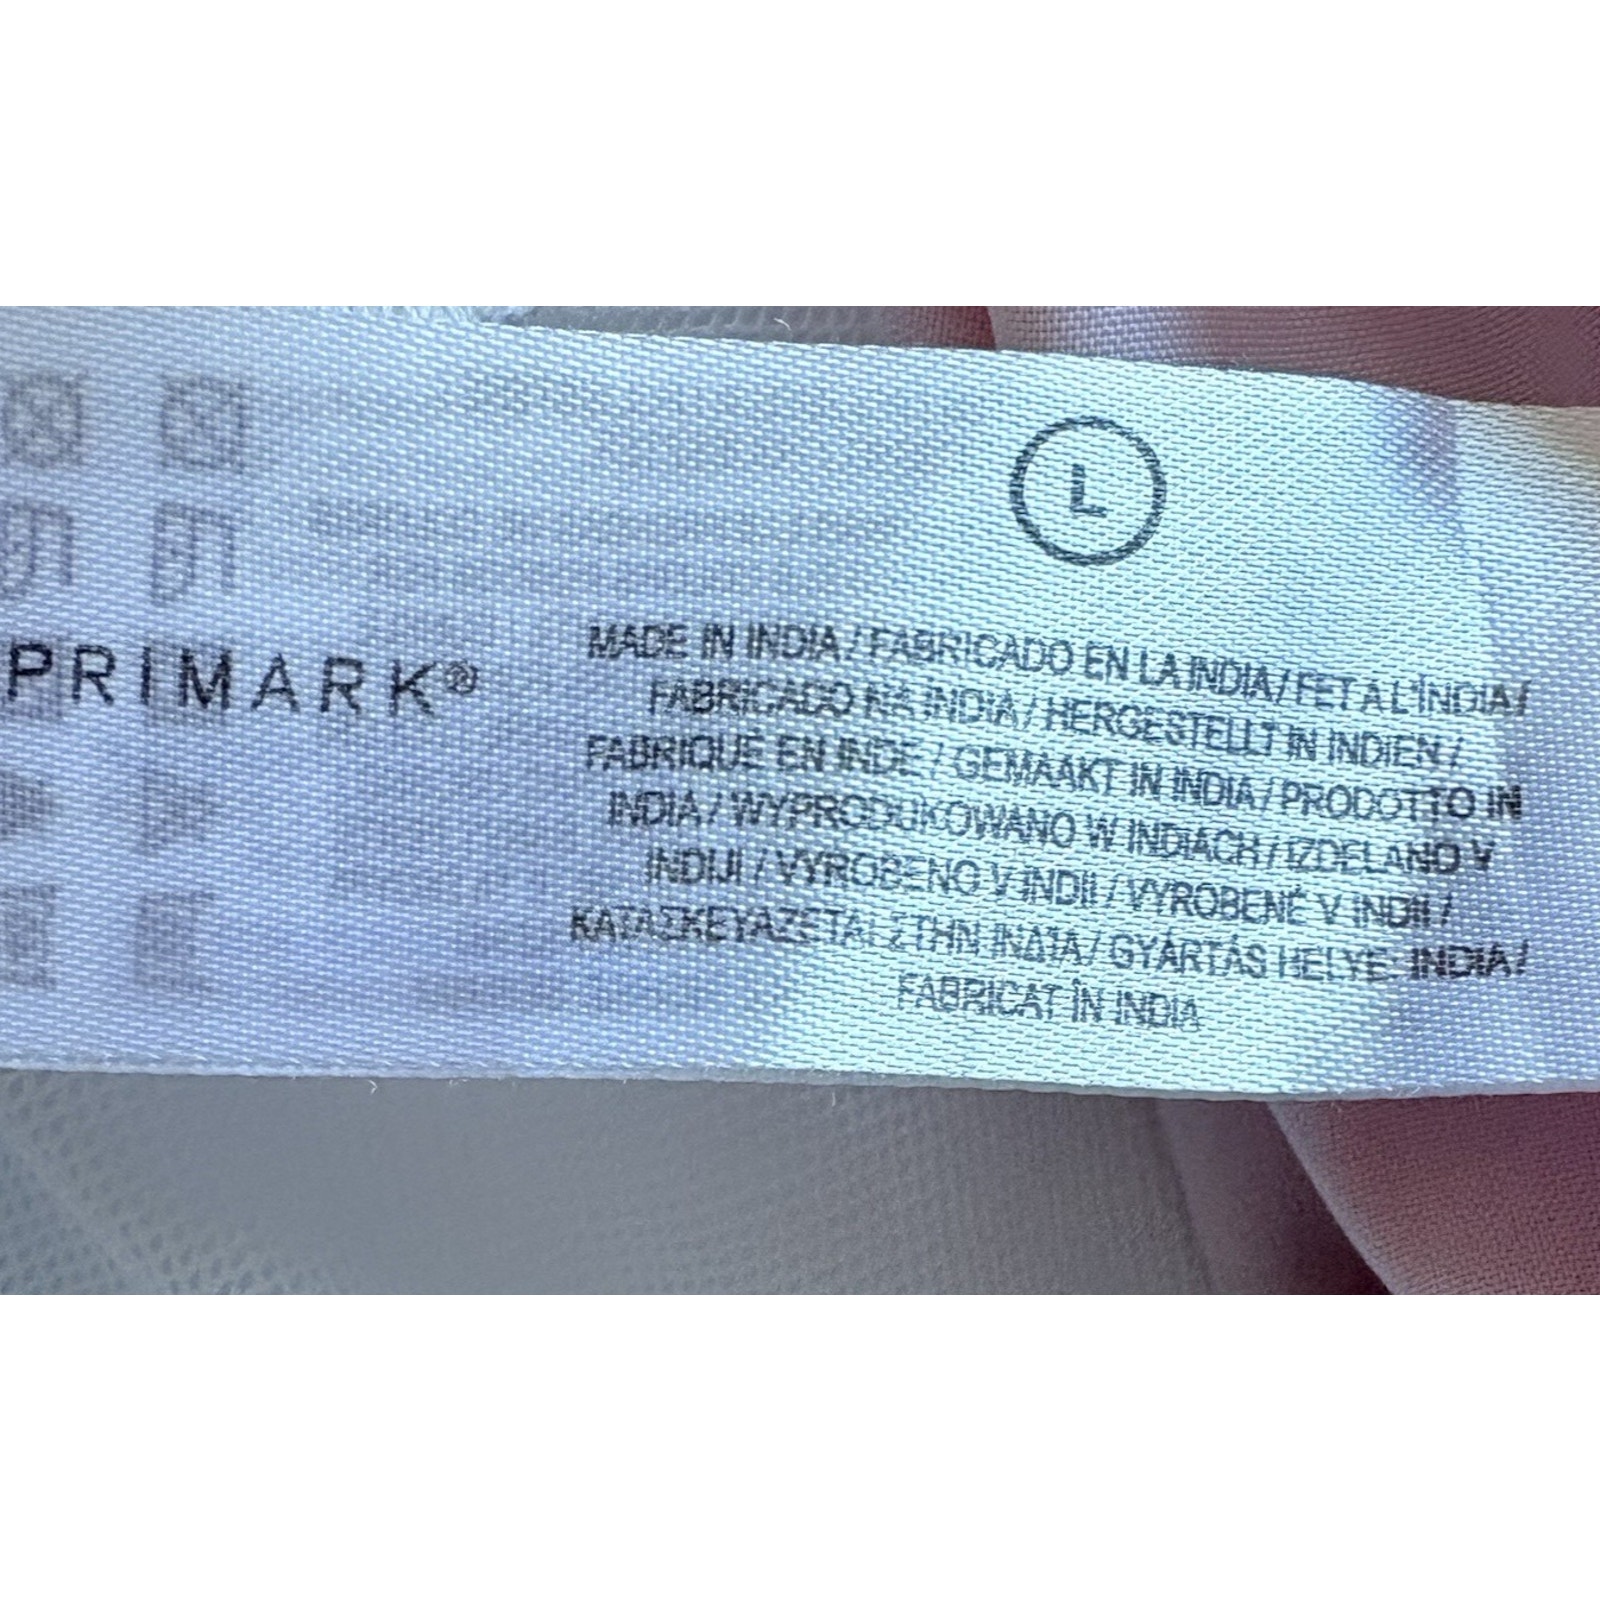 L
PRIMARK®
MADE IN INDIA / FABRICADO EN LA INDIA / FET A L'ÍNDIA /
FABRICADO NA INDIA / HERGESTELLT IN INDIEN /
FABRIQUÉ EN INDE / GEMAAKT IN INDIA / PRODOTTO IN
INDIA / WYPRODUKOWANO W INDIACH / IZDELANO V
INDIJI / VYROBENO V INDII / VYROBENÉ V INDII /
ΚΑΤΑΣΚΕΥΑΖΕΤΑΙ ΣΤΗΝ ΙΝΔΙΑ / GYÁRTÁS HELYE: INDIA /
FABRICAT ÎN INDIA